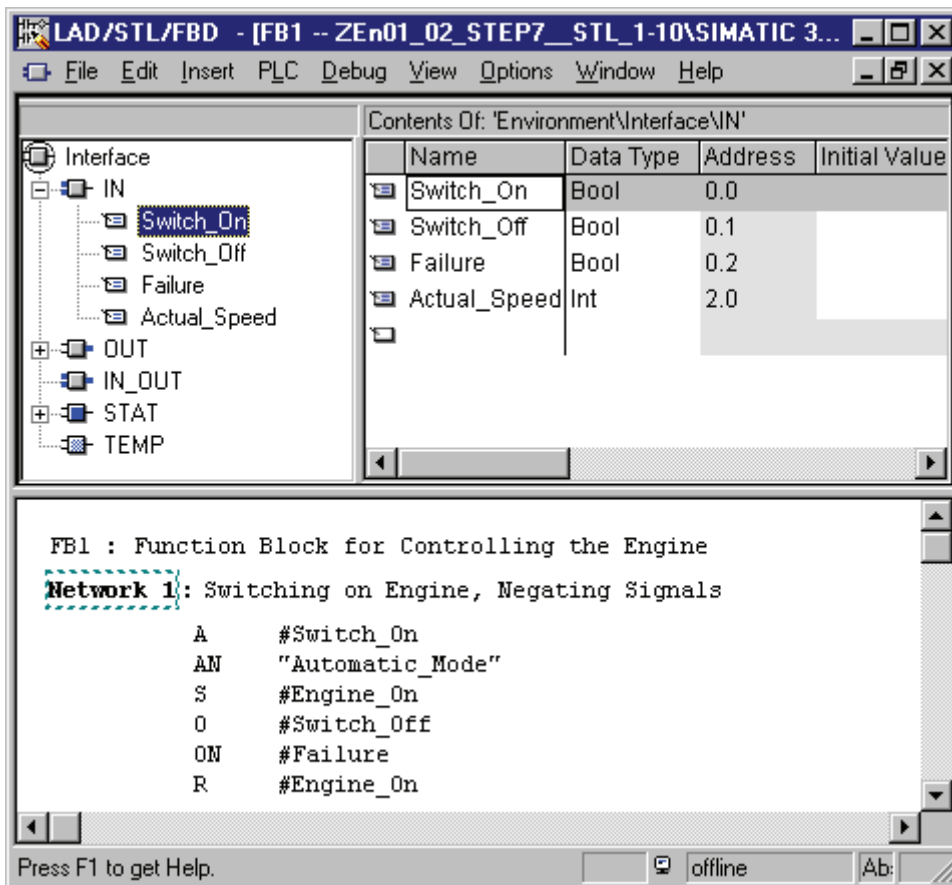 LAD/STL/FBD - [FB1 -- ZEn01_02_STEP7__STL_1-10\SIMATIC 3...
File Edit Insert PLC Debug View Options Window Help
Contents Of: 'Environment\Interface\IN'
Interface
IN
Switch_On
Switch_Off
Failure
Actual_Speed
OUT
IN_OUT
STAT
TEMP
Name Data Type Address Initial Value
Switch_On Bool 0.0
Switch_Off Bool 0.1
Failure Bool 0.2
Actual_Speed Int 2.0
FB1 : Function Block for Controlling the Engine
Network 1 : Switching on Engine, Negating Signals
A #Switch_On
AN "Automatic_Mode"
S #Engine_On
O #Switch_Off
ON #Failure
R #Engine_On
Press F1 to get Help. offline Ab